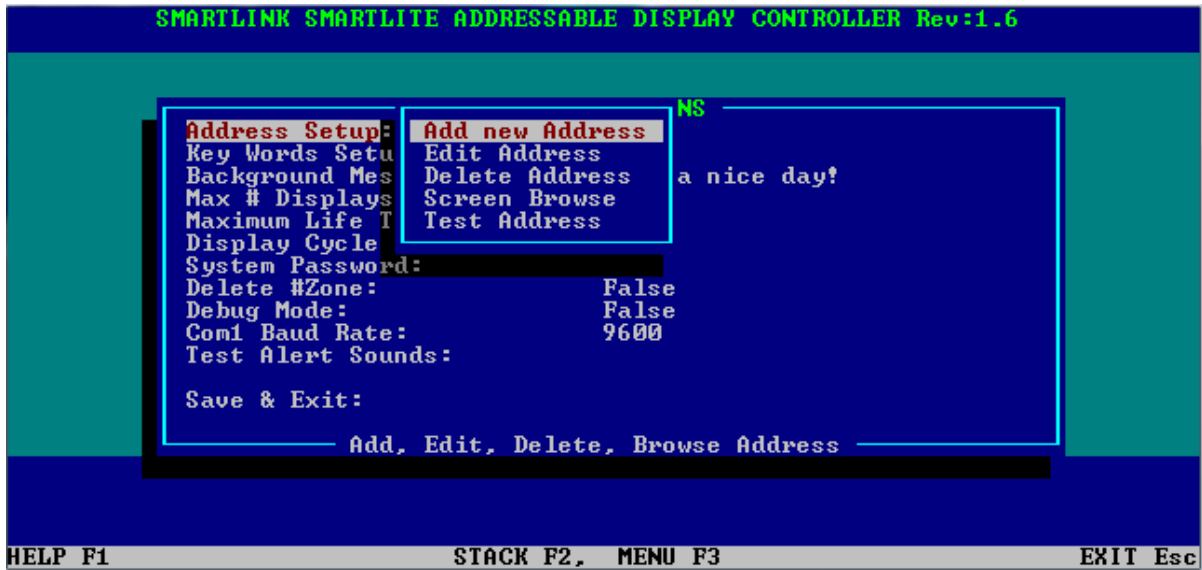 SMARTLINK SMARTLITE ADDRESSABLE DISPLAY CONTROLLER Rev:1.6
NS
Address Setup: Add new Address
Key Words Setu Edit Address
Background Mes Delete Address a nice day!
Max # Displays Screen Browse
Maximum Life T Test Address
Display Cycle
System Password:
Delete #Zone: False
Debug Mode: False
Com1 Baud Rate: 9600
Test Alert Sounds:
Save & Exit:
Add, Edit, Delete, Browse Address
HELP F1 STACK F2, MENU F3 EXIT Esc